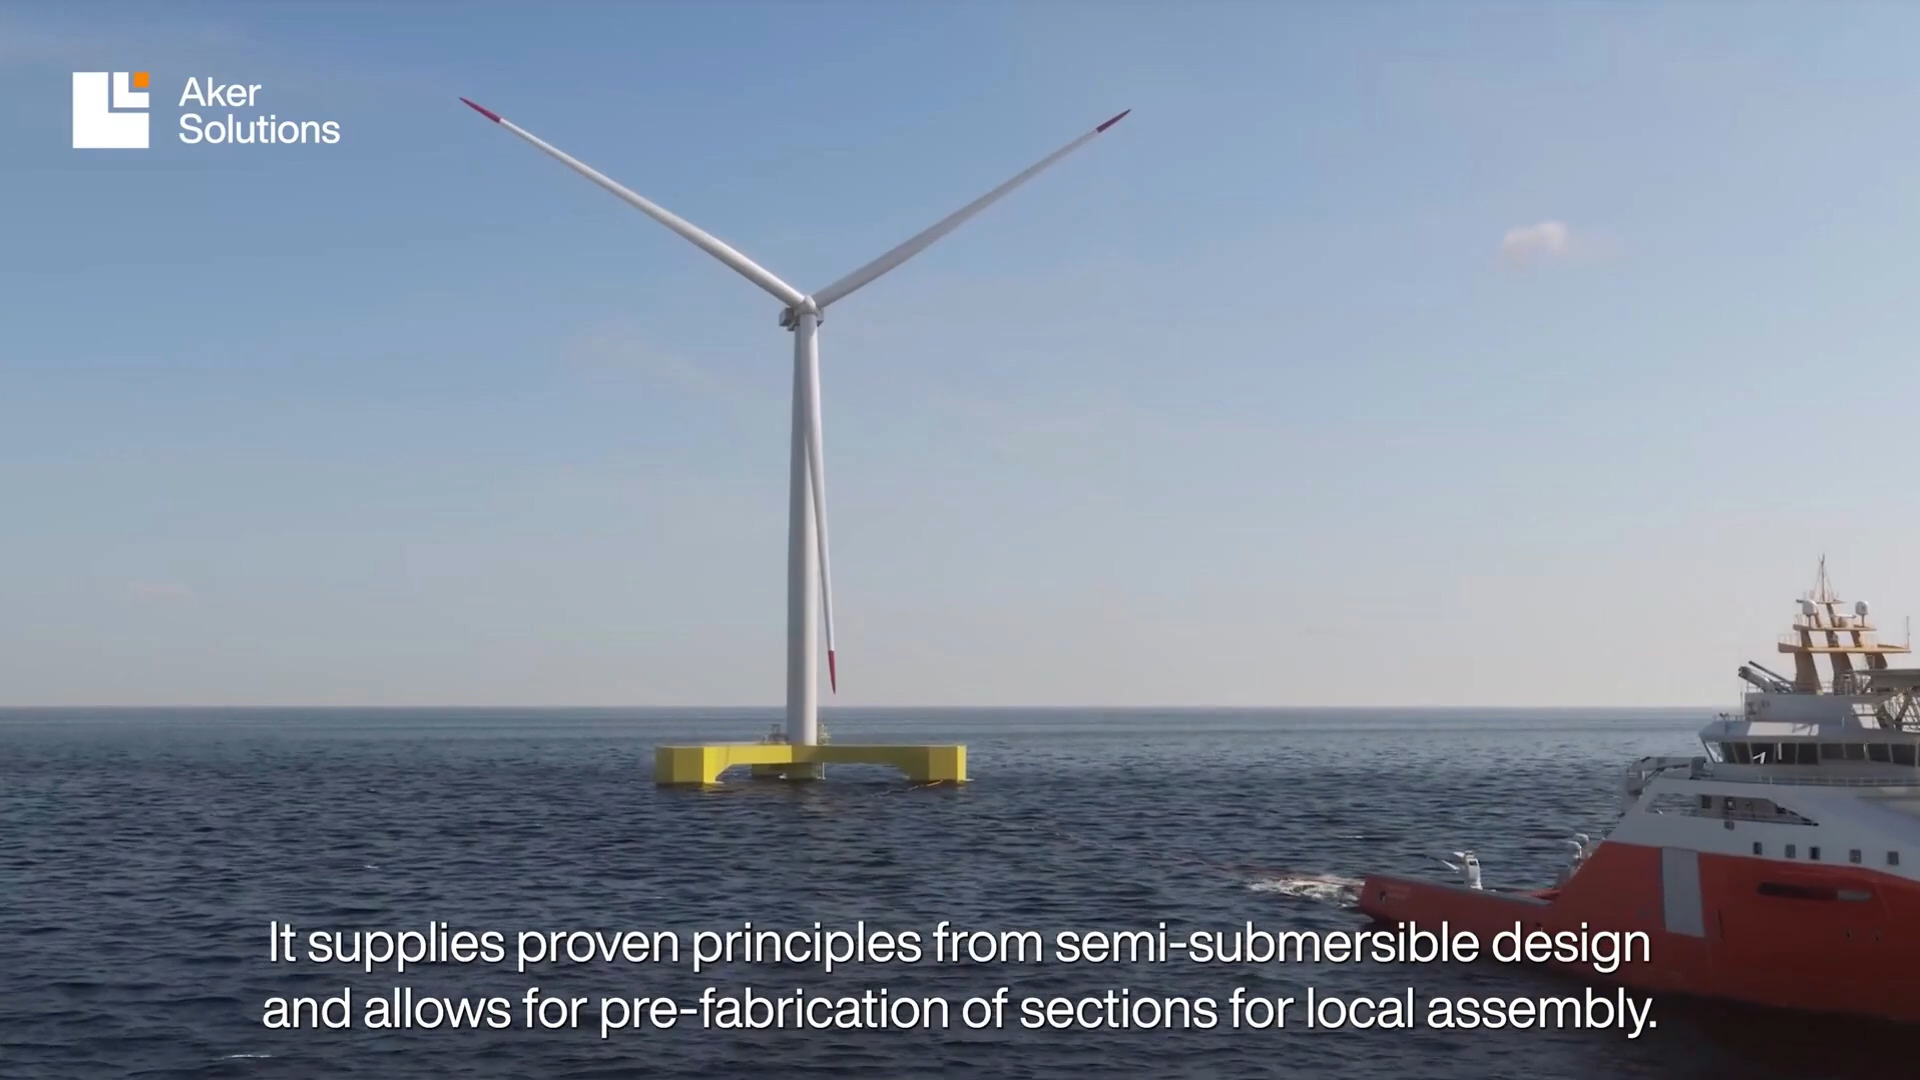 Aker
Solutions
It supplies proven principles from semi-submersible design
and allows for pre-fabrication of sections for local assembly.